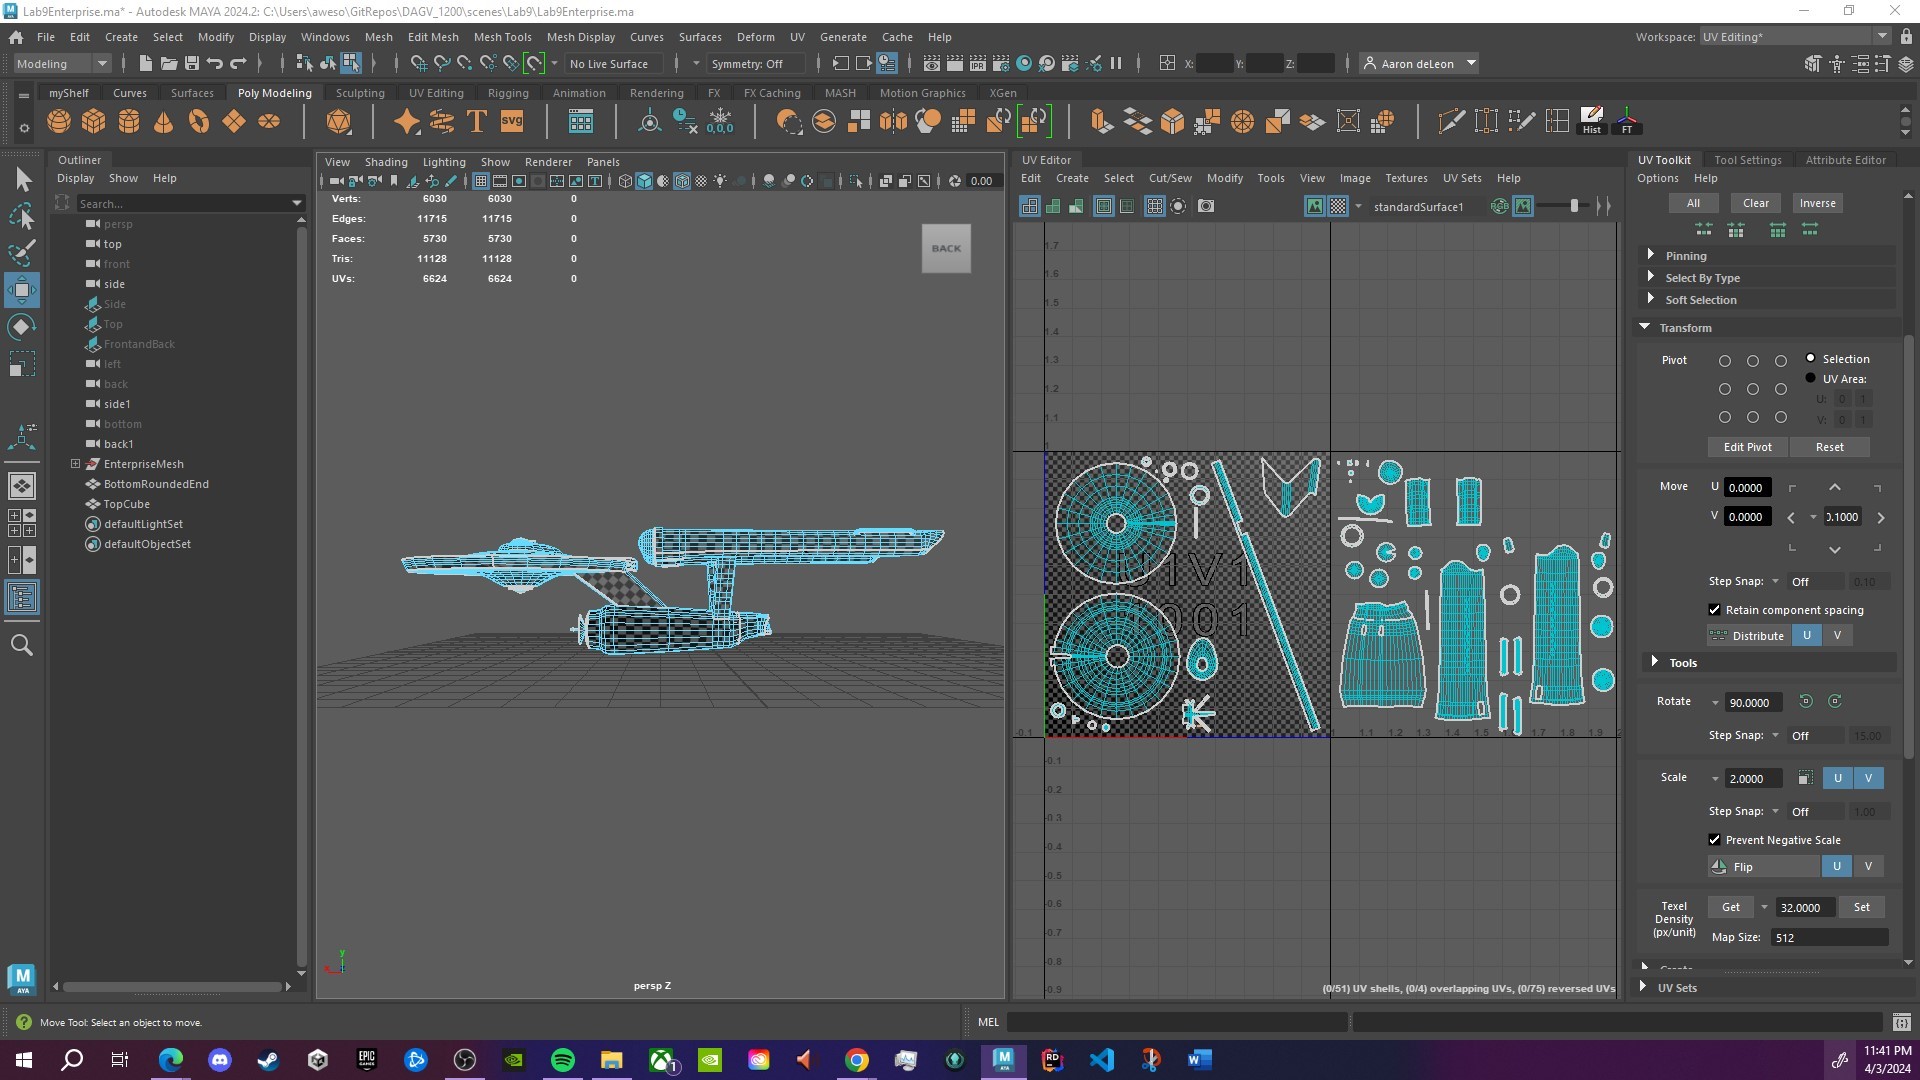 Lab9Enterprise.ma* - Autodesk MAYA 2024.2: C:\Users\aweso\GitRepos\DAGV_1200\scenes\Lab9\Lab9Enterprise.ma
File Edit Create Select Modify Display Windows Mesh Edit Mesh Mesh Tools Mesh Display Curves Surfaces Deform UV Generate Cache Help Workspace: UV Editing*
Modeling No Live Surface Symmetry: Off X: Y: Z: Aaron deLeon
myShelf Curves Surfaces Poly Modeling Sculpting UV Editing Rigging Animation Rendering FX FX Caching MASH Motion Graphics XGen
T svg 0,0,0 Hist FT
Outliner
Display Show Help
Search...
persp
top
front
side
Side
Top
FrontandBack
left
back
side1
bottom
back1
EnterpriseMesh
BottomRoundedEnd
TopCube
defaultLightSet
defaultObjectSet
View Shading Lighting Show Renderer Panels
0.00
Verts: 6030 6030 0
Edges: 11715 11715 0
Faces: 5730 5730 0
Tris: 11128 11128 0
UVs: 6624 6624 0
BACK
y
persp Z
UV Editor
Edit Create Select Cut/Sew Modify Tools View Image Textures UV Sets Help
standardSurface1
1.7
1.6
1.5
1.4
1.3
1.2
1.1
1
-0.1 1 1.1 1.2 1.3 1.4 1.5 1.6 1.7 1.8 1.9 2
-0.1
-0.2
-0.3
-0.4
-0.5
-0.6
-0.7
-0.8
-0.9
(0/51) UV shells, (0/4) overlapping UVs, (0/75) reversed UVs
UV Toolkit Tool Settings Attribute Editor
Options Help
All Clear Inverse
Pinning
Select By Type
Soft Selection
Transform
Pivot Selection
UV Area:
U: 0 1
V: 0 1
Edit Pivot Reset
Move U 0.0000
V 0.0000 0.1000
Step Snap: Off 0.10
Retain component spacing
Distribute U V
Tools
Rotate 90.0000
Step Snap: Off 15.00
Scale 2.0000 U V
Step Snap: Off 1.00
Prevent Negative Scale
Flip U V
Texel Density (px/unit) Get 32.0000 Set
Map Size: 512
UV Sets
Move Tool: Select an object to move. MEL
11:41 PM
4/3/2024